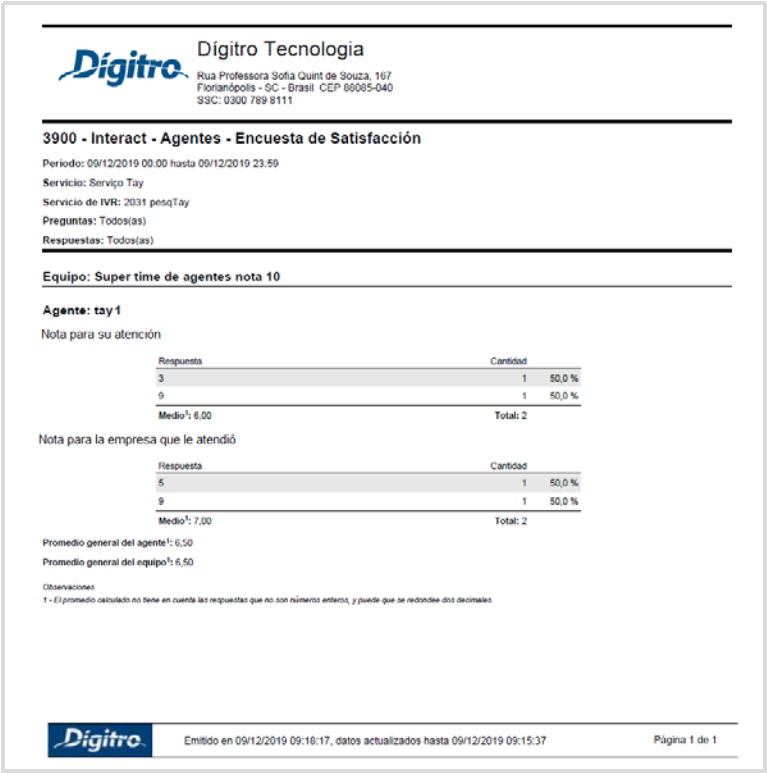 Dígitro
Dígitro Tecnologia
Rua Professora Sofia Quint de Souza, 167
Florianópolis - SC - Brasil CEP 88085-040
SSC: 0300 789 8111
3900 - Interact - Agentes - Encuesta de Satisfacción
Período: 09/12/2019 00:00 hasta 09/12/2019 23:59
Servicio: Serviço Tay
Servicio de IVR: 2031 pesqTay
Preguntas: Todos(as)
Respuestas: Todos(as)
Equipo: Super time de agentes nota 10
Agente: tay1
Nota para su atención
Respuesta Cantidad
3 1 50,0 %
9 1 50,0 %
Medio¹: 6,00 Total: 2
Nota para la empresa que le atendió
Respuesta Cantidad
5 1 50,0 %
9 1 50,0 %
Medio¹: 7,00 Total: 2
Promedio general del agente¹: 6,50
Promedio general del equipo¹: 6,50
Observaciones
1 - El promedio calculado no tiene en cuenta las respuestas que no son números enteros, y puede que se redondee dos decimales.
Dígitro Emitido en 09/12/2019 09:18:17, datos actualizados hasta 09/12/2019 09:15:37 Página 1 de 1